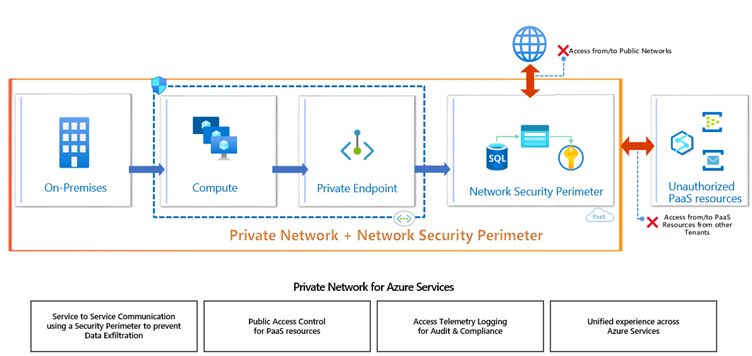 Access from/to Public Networks
On-Premises
Compute
Private Endpoint
SQL
Network Security Perimeter
Unauthorized
PaaS resources
PaaS
Access from/to PaaS
Resources from other
Tenants
Private Network + Network Security Perimeter
Private Network for Azure Services
Service to Service Communication
using a Security Perimeter to prevent
Data Exfiltration
Public Access Control
for PaaS resources
Access Telemetry Logging
for Audit & Compliance
Unified experience across
Azure Services